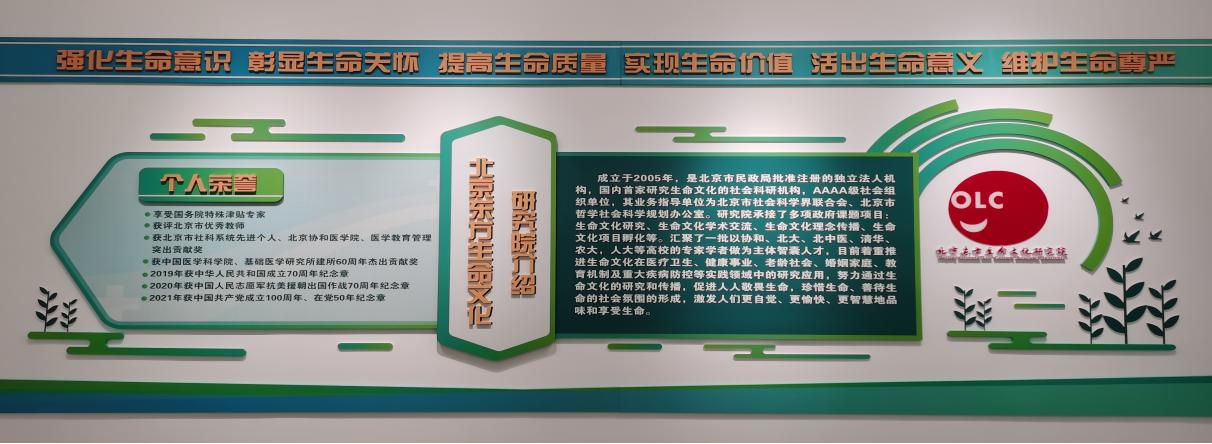 强化生命意识 彰显生命关怀 提高生命质量 实现生命价值 活出生命意义 维护生命尊严
个人荣誉
享受国务院特殊津贴专家
获评北京市优秀教师
获北京市社科系统先进个人、北京协和医学院、医学教育管理
突出贡献奖
获中国医学科学院、基础医学研究所建所60周年杰出贡献奖
2019年获中华人民共和国成立70周年纪念章
2020年获中国人民志愿军抗美援朝出国作战70周年纪念章
2021年获中国共产党成立100周年、在党50年纪念章
北京东方生命文化
研究院介绍
成立于2005年，是北京市民政局批准注册的独立法人机
构，国内首家研究生命文化的社会科研机构，AAAA级社会组
织单位，其业务指导单位为北京市社会科学界联合会、北京市
哲学社会科学规划办公室。研究院承接了多项政府课题项目：
生命文化研究、生命文化学术交流、生命文化理念传播、生命
文化项目孵化等。汇聚了一批以协和、北大、北中医、清华、
农大，人大等高校的专家学者做为主体智囊人才，目前着重推
进生命文化在医疗卫生、健康事业、老龄社会、婚姻家庭、教
育机制及重大疾病防控等实践领域中的研究应用，努力通过生
命文化的研究和传播，促进人人敬畏生命，珍惜生命、善待生
命的社会氛围的形成，激发人们更自觉、更愉快、更智慧地品
味和享受生命。
OLC
北京东方生命文化研究院